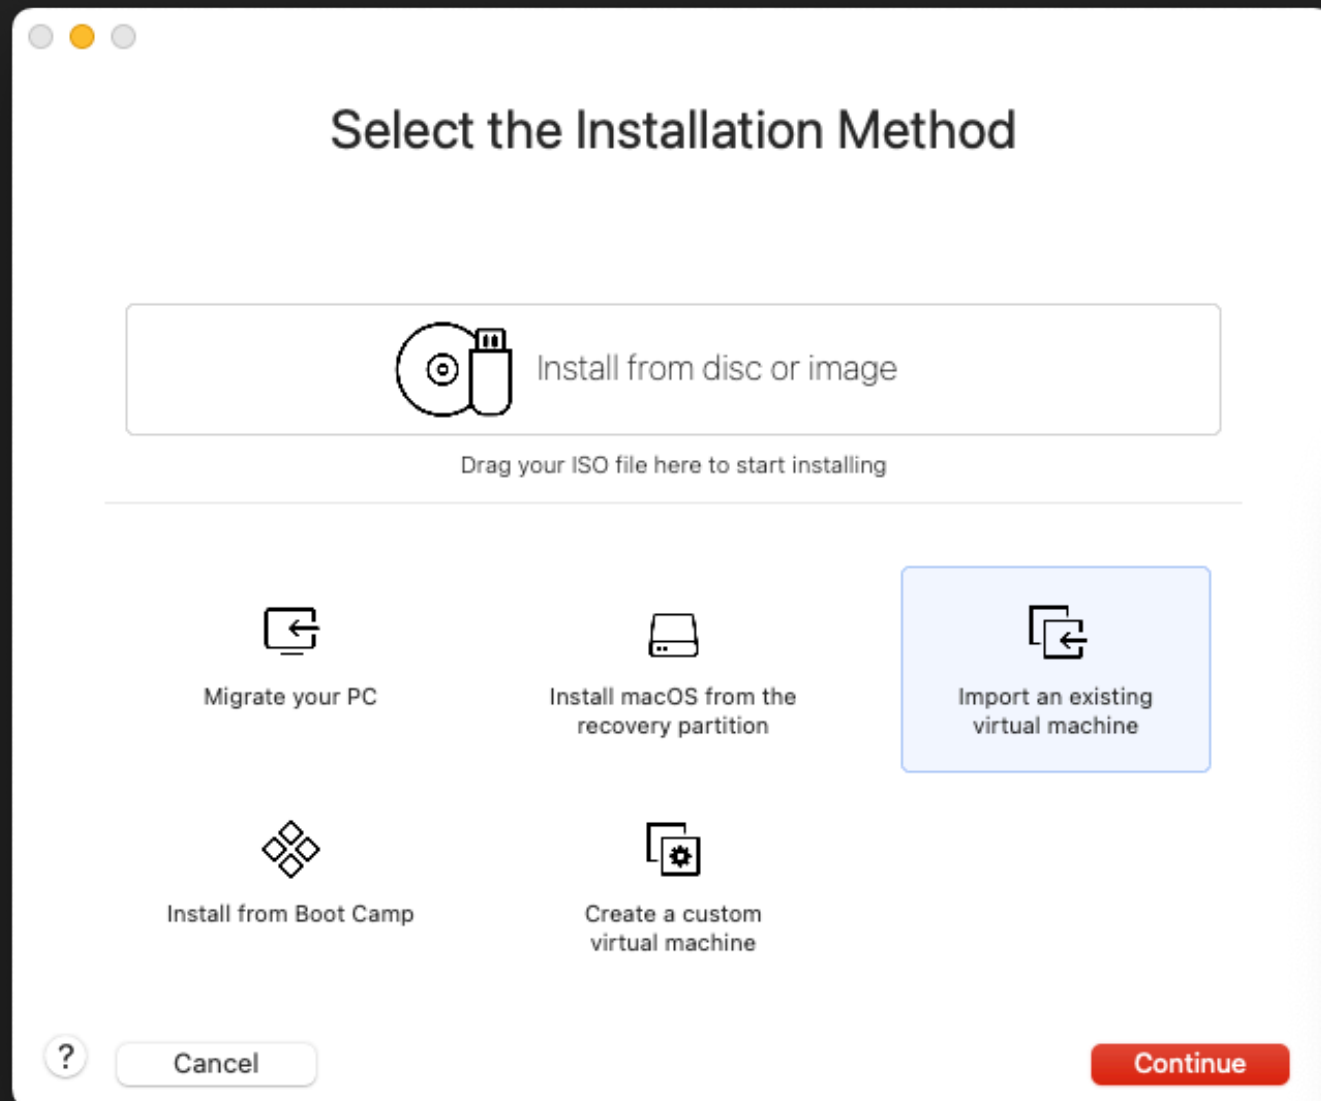 Select the Installation Method
Install from disc or image
Drag your ISO file here to start installing
Migrate your PC
Install macOS from the
recovery partition
Import an existing
virtual machine
Install from Boot Camp
Create a custom
virtual machine
?
Cancel
Continue